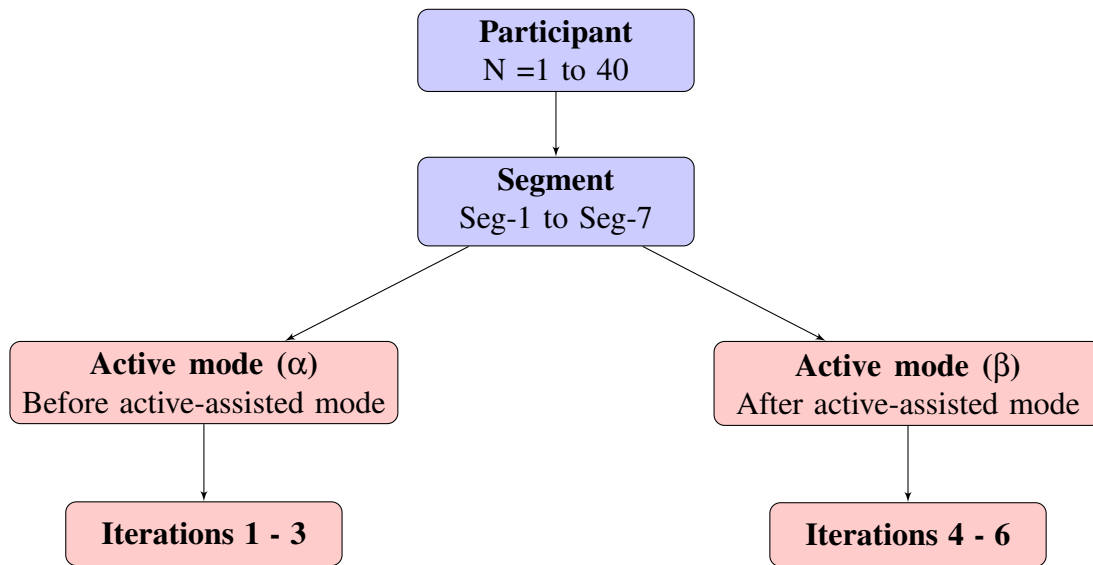 Participant
N =1 to 40
Segment
Seg-1 to Seg-7
Active mode (α)
Before active-assisted mode
Active mode (β)
After active-assisted mode
Iterations 1 - 3
Iterations 4 - 6